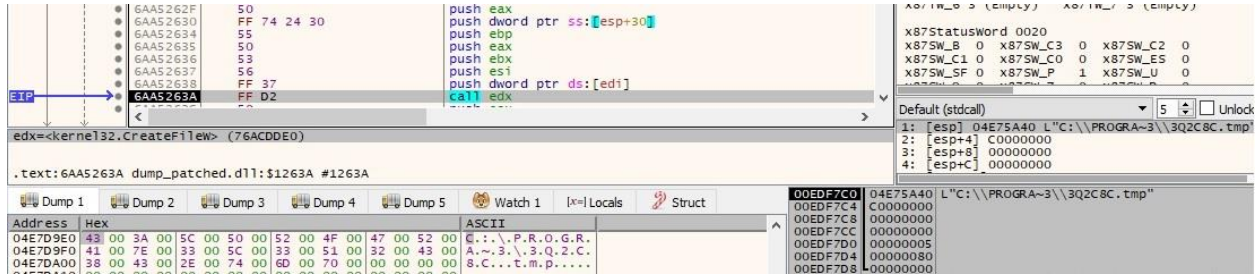 6AA5262F 50 push eax
6AA52630 FF 74 24 30 push dword ptr ss:[esp+30]
6AA52634 55 push ebp
6AA52635 50 push eax
6AA52636 53 push ebx
6AA52637 56 push esi
6AA52638 FF 37 push dword ptr ds:[edi]
EIP 6AA5263A FF D2 call edx
edx=<kernel32.CreateFileW> (76ACDDE0)
.text:6AA5263A dump_patched.dll:$1263A #1263A
x87StatusWord 0020
x87SW_B 0 x87SW_C3 0 x87SW_C2 0
x87SW_C1 0 x87SW_C0 0 x87SW_ES 0
x87SW_SF 0 x87SW_P 1 x87SW_U 0
Default (stdcall) 5 Unlock
1: [esp] 04E75A40 L"C:\\PROGRA~3\\3Q2C8C.tmp"
2: [esp+4] C0000000
3: [esp+8] 00000000
4: [esp+C] 00000000
Dump 1 Dump 2 Dump 3 Dump 4 Dump 5 Watch 1 [x=] Locals Struct
Address Hex ASCII
04E7D9E0 43 00 3A 00 5C 00 50 00 52 00 4F 00 47 00 52 00 C.:.\.P.R.O.G.R.
04E7D9F0 41 00 7E 00 33 00 5C 00 33 00 51 00 32 00 43 00 A.~.3.\.3.Q.2.C.
04E7DA00 38 00 43 00 2E 00 74 00 6D 00 70 00 00 00 00 00 8.C...t.m.p.....
00EDF7C0 04E75A40 L"C:\\PROGRA~3\\3Q2C8C.tmp"
00EDF7C4 C0000000
00EDF7C8 00000000
00EDF7CC 00000000
00EDF7D0 00000005
00EDF7D4 00000080
00EDF7D8 00000000